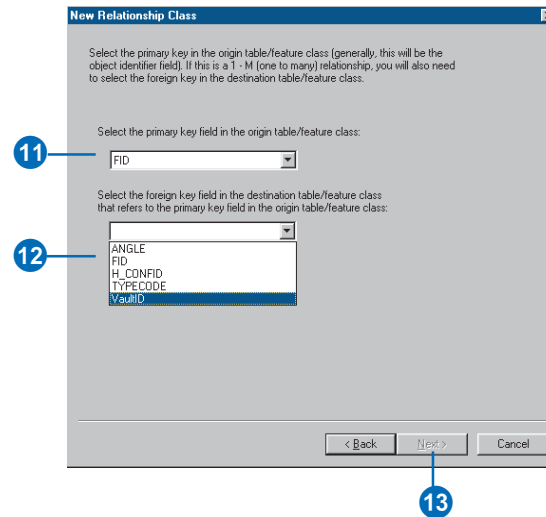 New Relationship Class
Select the primary key in the origin table/feature class (generally, this will be the
object identifier field). If this is a 1 - M (one to many) relationship, you will also need
to select the foreign key in the destination table/feature class.
Select the primary key field in the origin table/feature class:
11
FID
Select the foreign key field in the destination table/feature class
that refers to the primary key field in the origin table/feature class:
12
ANGLE
FID
H_CONFID
TYPECODE
VaultID
< Back
Next >
Cancel
13